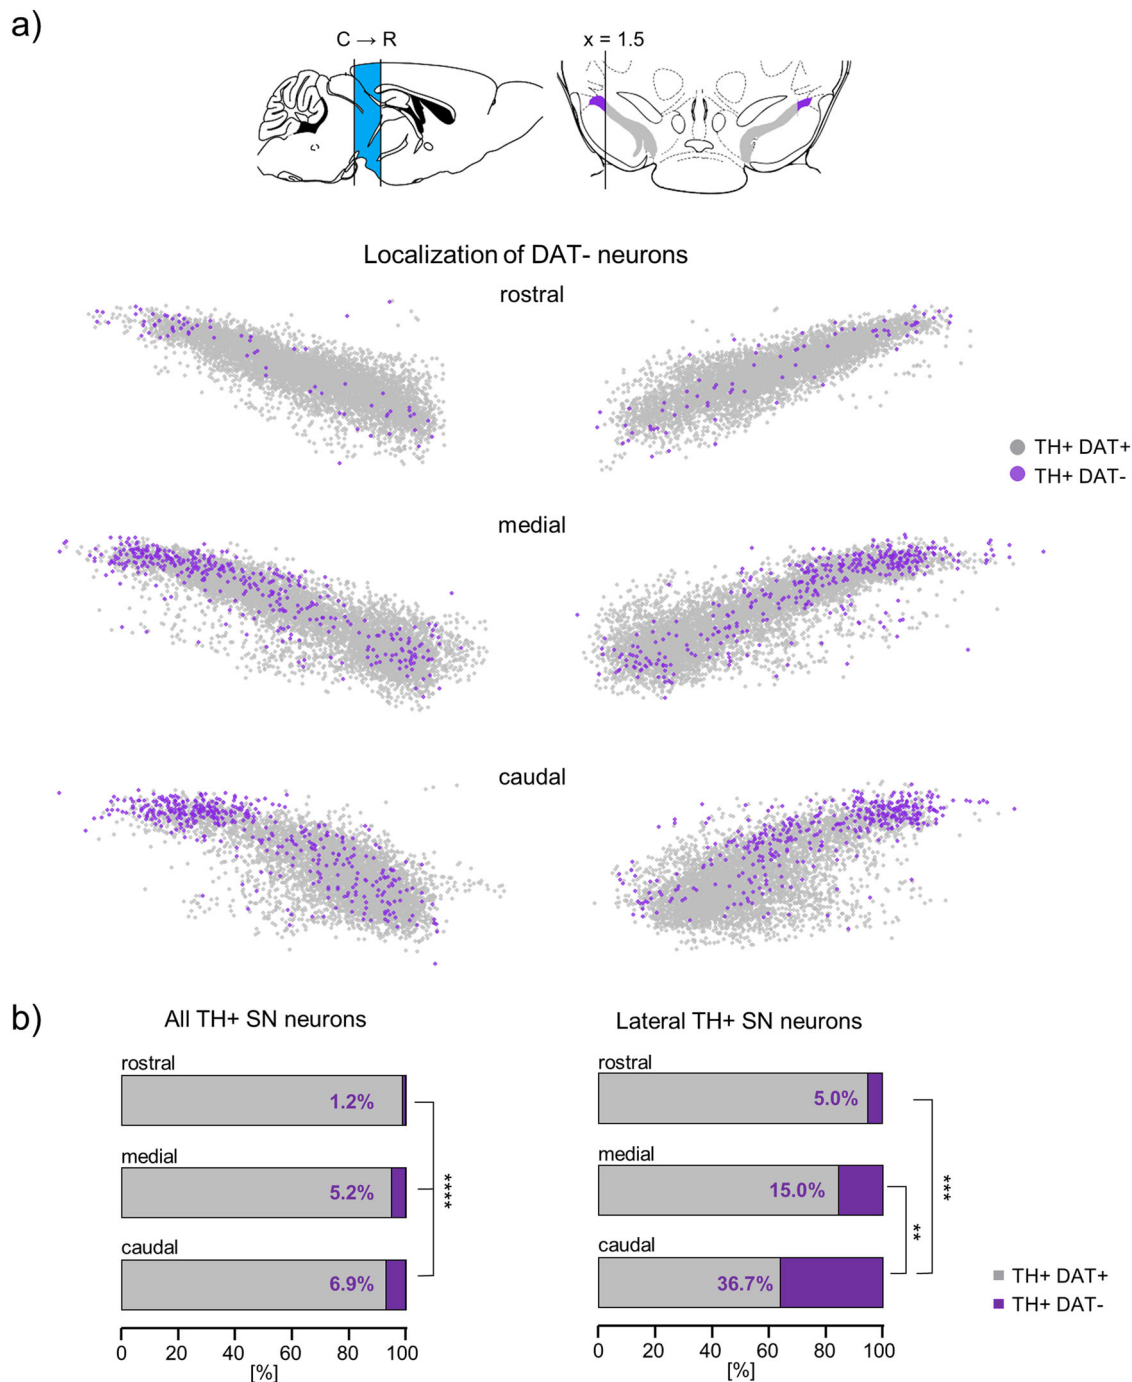 a)
C → R
x = 1.5
Localization of DAT- neurons
rostral
TH+ DAT+
TH+ DAT-
medial
caudal
b)
All TH+ SN neurons
rostral
1.2%
medial
5.2%
caudal
6.9%
****
0 20 40 60 80 100
[%]
Lateral TH+ SN neurons
rostral
5.0%
medial
15.0%
caudal
36.7%
**
***
0 20 40 60 80 100
[%]
TH+ DAT+
TH+ DAT-